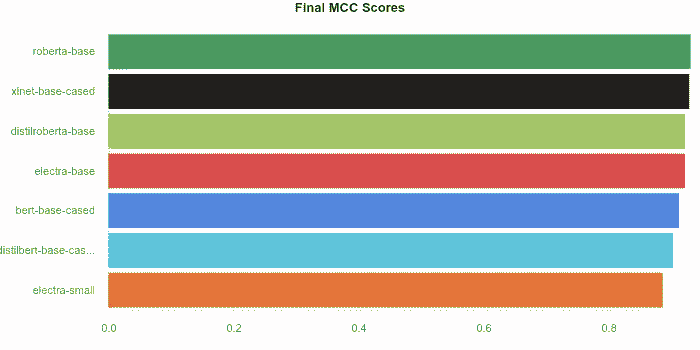 Final MCC Scores
roberta-base
xlnet-base-cased
distilroberta-base
electra-base
bert-base-cased
distilbert-base-cas...
electra-small
0.0 0.2 0.4 0.6 0.8